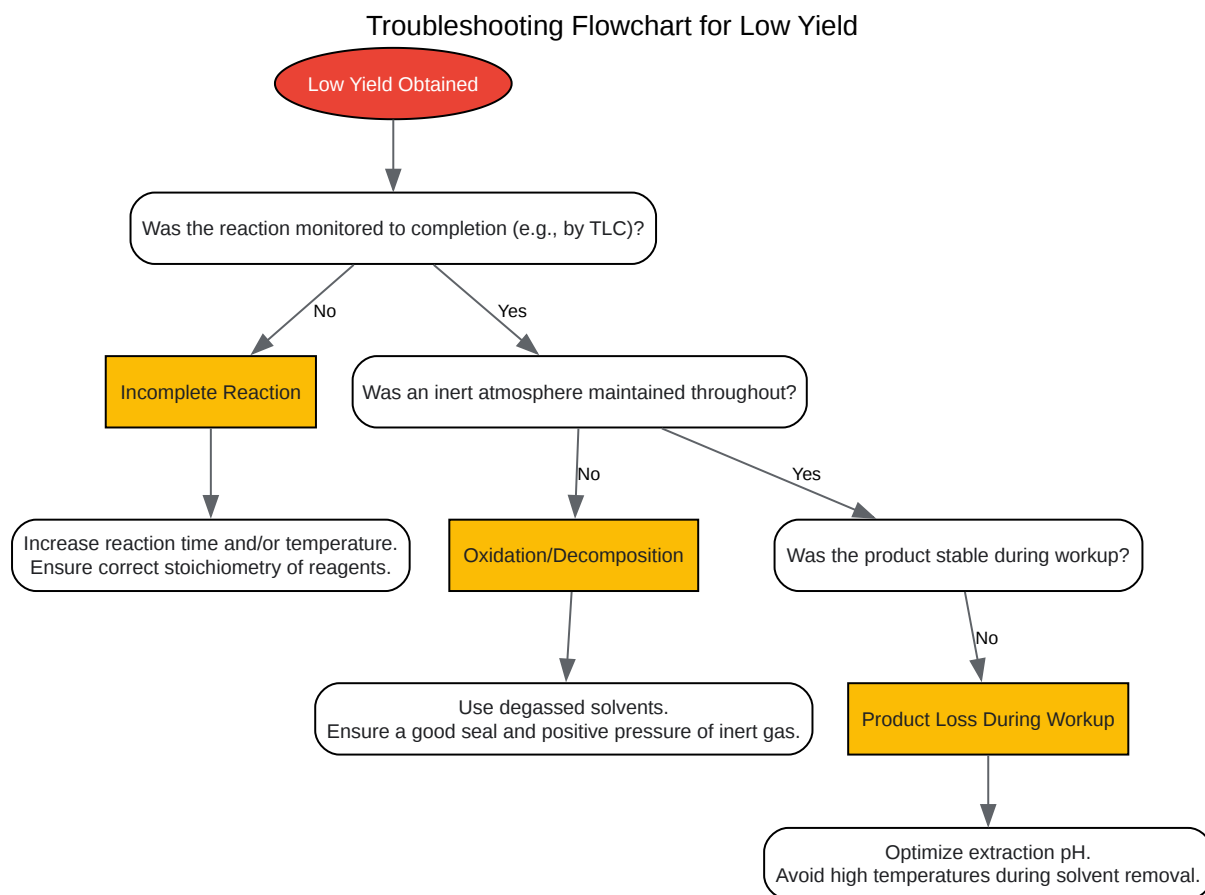 Troubleshooting Flowchart for Low Yield
Low Yield Obtained
Was the reaction monitored to completion (e.g., by TLC)?
No
Yes
Incomplete Reaction
Was an inert atmosphere maintained throughout?
No
Yes
Increase reaction time and/or temperature.
Ensure correct stoichiometry of reagents.
Oxidation/Decomposition
Was the product stable during workup?
No
Use degassed solvents.
Ensure a good seal and positive pressure of inert gas.
Product Loss During Workup
Optimize extraction pH.
Avoid high temperatures during solvent removal.